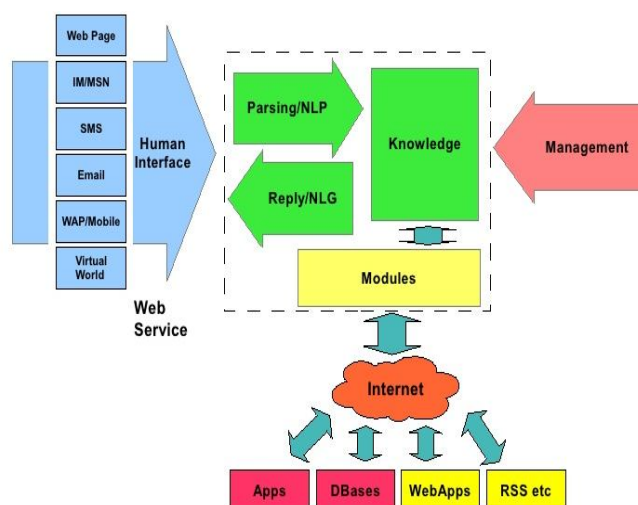 Web Page
IM/MSN
SMS
Email
WAP/Mobile
Virtual
World
Human
Interface
Web
Service
Parsing/NLP
Reply/NLG
Knowledge
Management
Modules
Internet
Apps
DBases
WebApps
RSS etc